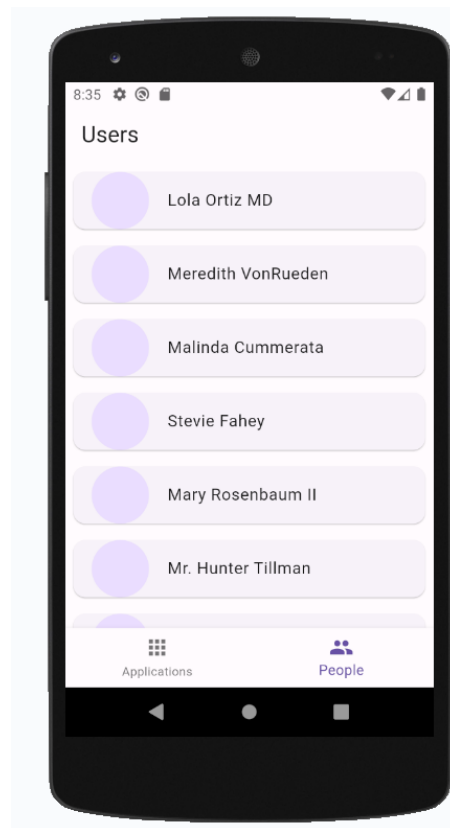 8:35
Users
Lola Ortiz MD
Meredith VonRueden
Malinda Cummerata
Stevie Fahey
Mary Rosenbaum II
Mr. Hunter Tillman
Applications People